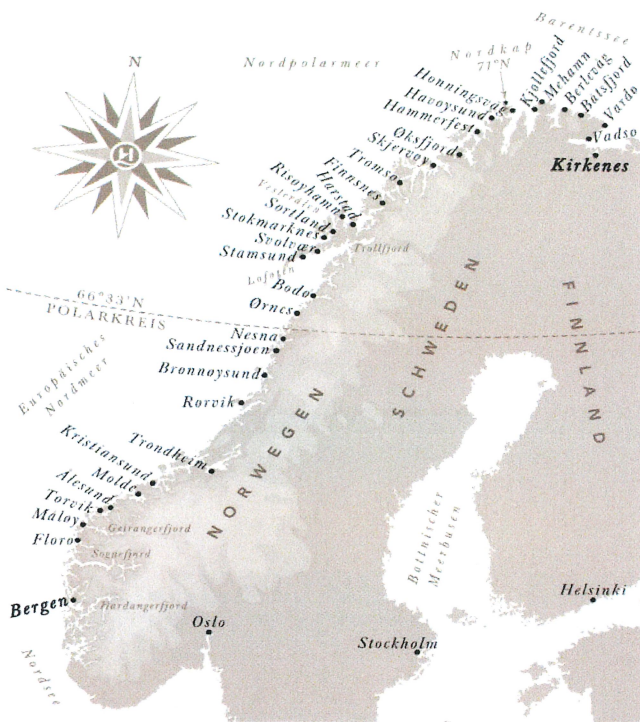 Barentssee
N
Nordpolarmeer
Nordkap
71°N
Kjøllefjord
Mehamn
Berlevåg
Båtsfjord
Vardø
Vadsø
Kirkenes
Honningsvåg
Havøysund
Hammerfest
Øksfjord
Skjervøy
Tromsø
Finnsnes
Harstad
Risøyhamn
Vesterålen
Sortland
Stokmarknes
Svolvær
Stamsund
Trollfjord
Lofoten
Bodø
Ørnes
66°33'N
POLARKREIS
Nesna
Sandnessjøen
Brønnøysund
Rørvik
Europäisches
Nordmeer
SCHWEDEN
FINNLAND
NORWEGEN
Trondheim
Kristiansund
Molde
Ålesund
Torvik
Måløy
Florø
Geirangerfjord
Sognefjord
Bergen
Hardangerfjord
Oslo
Nordsee
Bottnischer
Meerbusen
Helsinki
Stockholm